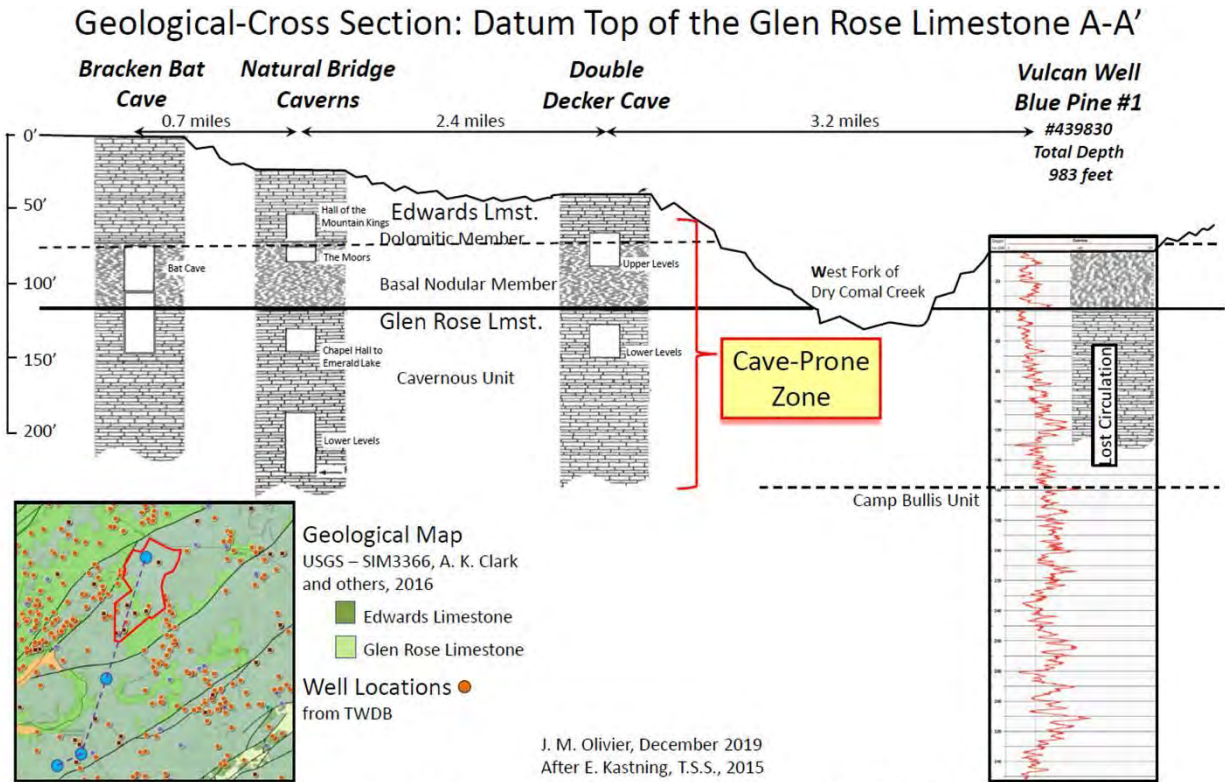 Geological-Cross Section: Datum Top of the Glen Rose Limestone A-A’
Bracken Bat
Cave
Natural Bridge
Caverns
Double
Decker Cave
Vulcan Well
Blue Pine #1
#439830
Total Depth
983 feet
0.7 miles
2.4 miles
3.2 miles
0’
50’
100’
150’
200’
Hall of the
Mountain Kings
Edwards Lmst.
Dolomitic Member
The Moors
Bat Cave
Upper Levels
Basal Nodular Member
West Fork of
Dry Comal Creek
Glen Rose Lmst.
Chapel Hall to
Emerald Lake
Lower Levels
Cavernous Unit
Cave-Prone
Zone
Lower Levels
Lost Circulation
Camp Bullis Unit
Geological Map
USGS – SIM3366, A. K. Clark
and others, 2016
Edwards Limestone
Glen Rose Limestone
Well Locations
from TWDB
J. M. Olivier, December 2019
After E. Kastning, T.S.S., 2015